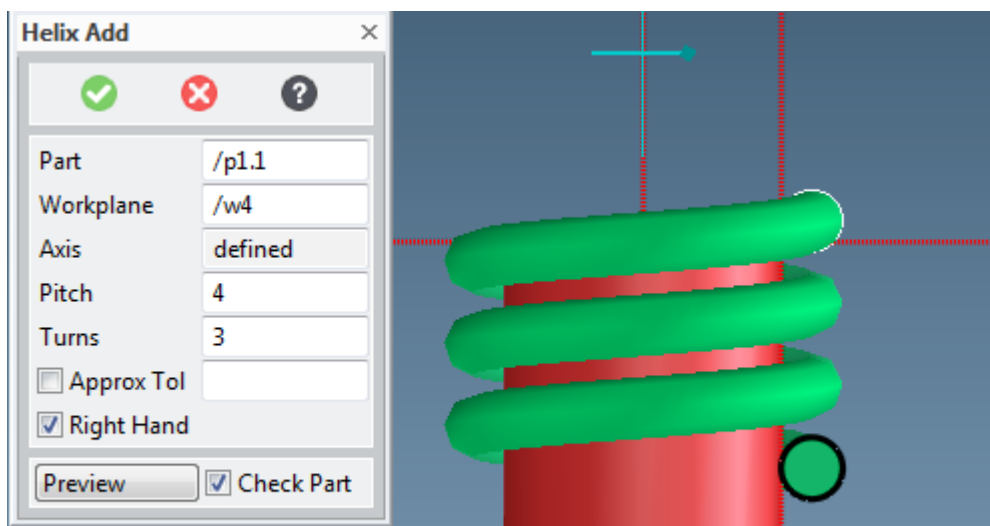 Helix Add
Part /p1.1
Workplane /w4
Axis defined
Pitch 4
Turns 3
Approx Tol
Right Hand
Preview Check Part